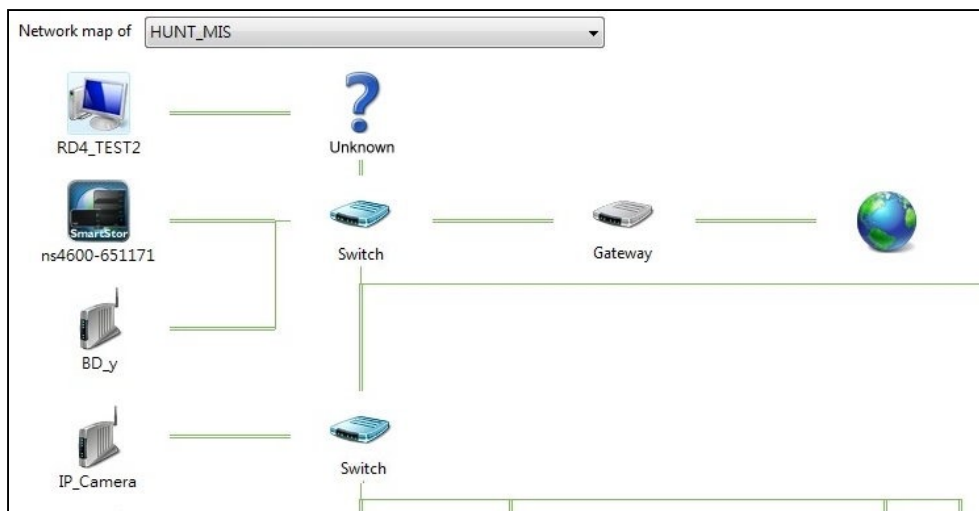 Network map of HUNT_MIS
RD4_TEST2
Unknown
SmartStor
ns4600-651171
Switch
Gateway
BD_y
IP_Camera
Switch